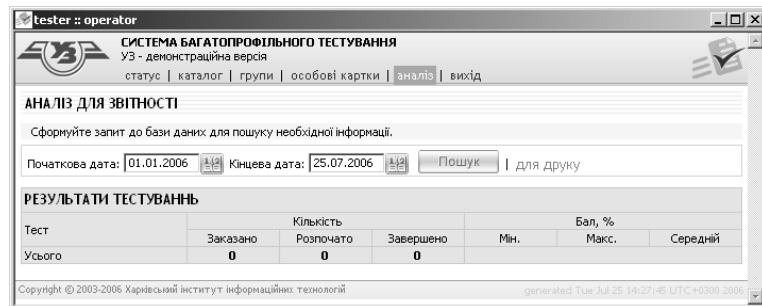 tester :: operator
УЗ
СИСТЕМА БАГАТОПРОФІЛЬНОГО ТЕСТУВАННЯ
УЗ - демонстраційна версія
статус | каталог | групи | особові картки | аналіз | вихід
АНАЛІЗ ДЛЯ ЗВІТНОСТІ
Сформуйте запит до бази даних для пошуку необхідної інформації.
Початкова дата: 01.01.2006 Кінцева дата: 25.07.2006 Пошук | для друку
РЕЗУЛЬТАТИ ТЕСТУВАННЬ
Тест Кількість Бал, %
Заказано Розпочато Завершено Мін. Макс. Середній
Усього 0 0 0
Copyright © 2003-2006 Харківський інститут інформаційних технологій generated Tue Jul 25 14:27:45 UTC+0300 2006